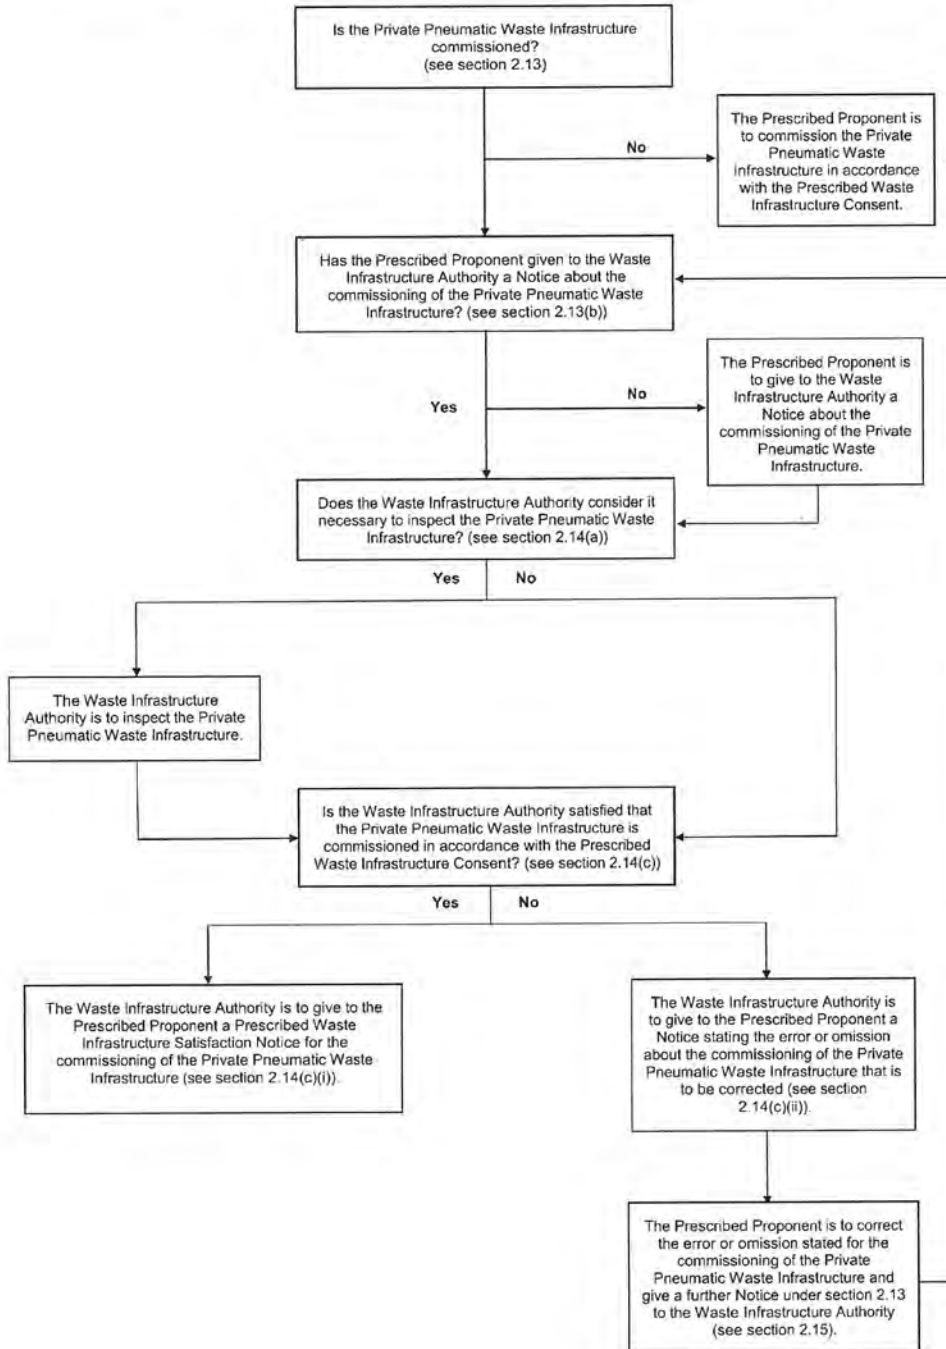 Is the Private Pneumatic Waste Infrastructure
commissioned?
(see section 2.13)
No
The Prescribed Proponent is
to commission the Private
Pneumatic Waste
Infrastructure in accordance
with the Prescribed Waste
Infrastructure Consent.
Has the Prescribed Proponent given to the Waste
Infrastructure Authority a Notice about the
commissioning of the Private Pneumatic Waste
Infrastructure? (see section 2.13(b))
Yes
No
The Prescribed Proponent is
to give to the Waste
Infrastructure Authority a
Notice about the
commissioning of the Private
Pneumatic Waste
Infrastructure.
Does the Waste Infrastructure Authority consider it
necessary to inspect the Private Pneumatic Waste
Infrastructure? (see section 2.14(a))
Yes
No
The Waste Infrastructure
Authority is to inspect the Private
Pneumatic Waste Infrastructure.
Is the Waste Infrastructure Authority satisfied that
the Private Pneumatic Waste Infrastructure is
commissioned in accordance with the Prescribed
Waste Infrastructure Consent? (see section 2.14(c))
Yes
No
The Waste Infrastructure Authority is to give to the
Prescribed Proponent a Prescribed Waste
Infrastructure Satisfaction Notice for the
commissioning of the Private Pneumatic Waste
Infrastructure (see section 2.14(c)(i)).
The Waste Infrastructure Authority is
to give to the Prescribed Proponent a
Notice stating the error or omission
about the commissioning of the Private
Pneumatic Waste Infrastructure that is
to be corrected (see section
2.14(c)(ii)).
The Prescribed Proponent is to correct
the error or omission stated for the
commissioning of the Private
Pneumatic Waste Infrastructure and
give a further Notice under section 2.13
to the Waste Infrastructure Authority
(see section 2.15).